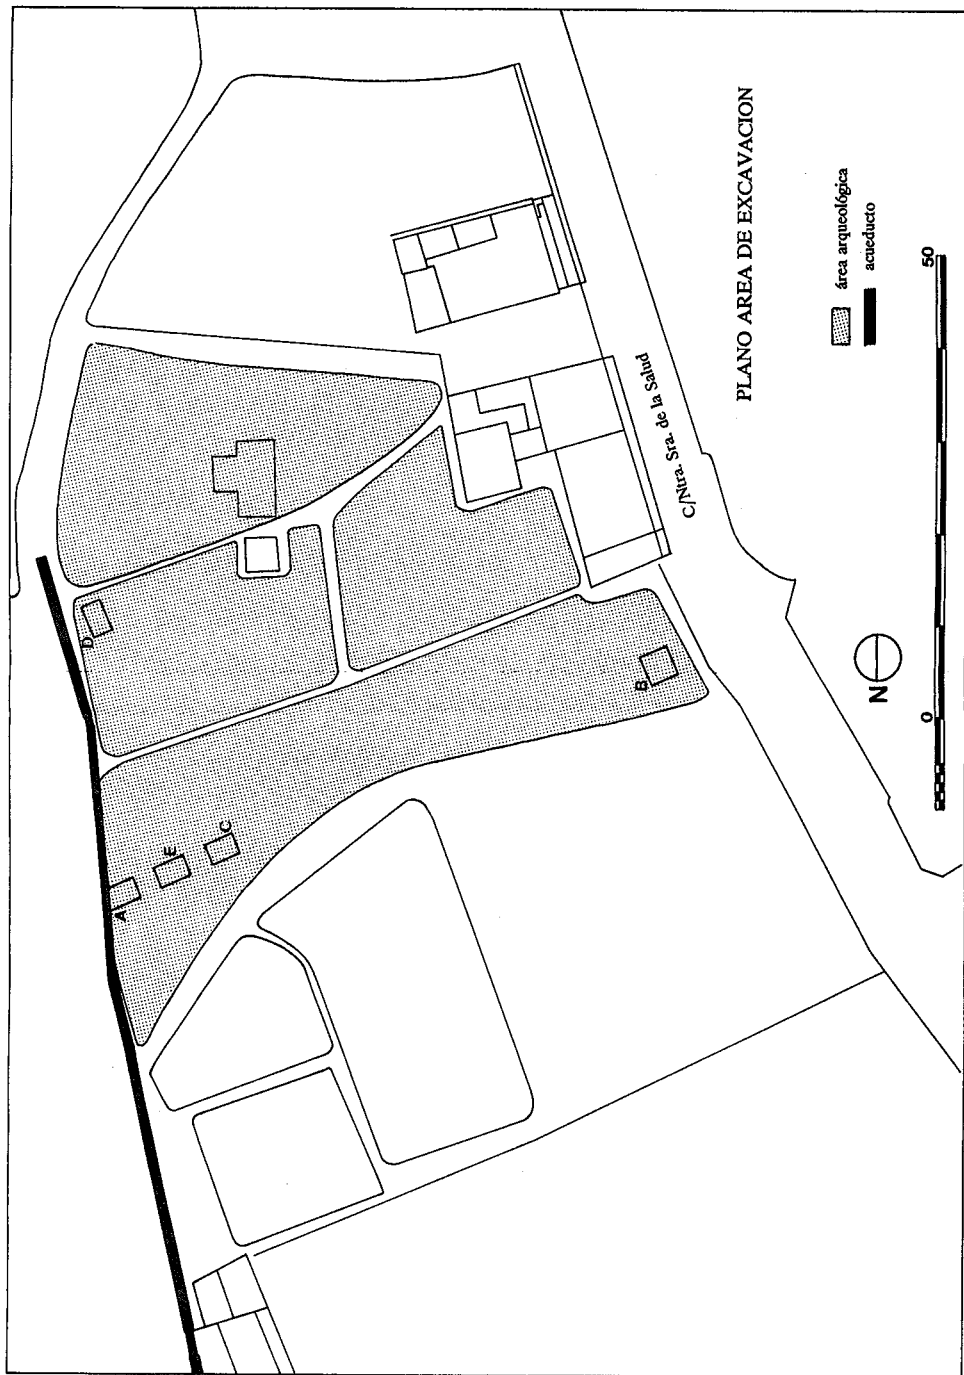 PLANO AREA DE EXCAVACION
área arqueológica
acueducto
C/Ntra. Sra. de la Salud
A
E
C
D
B
N
0
50